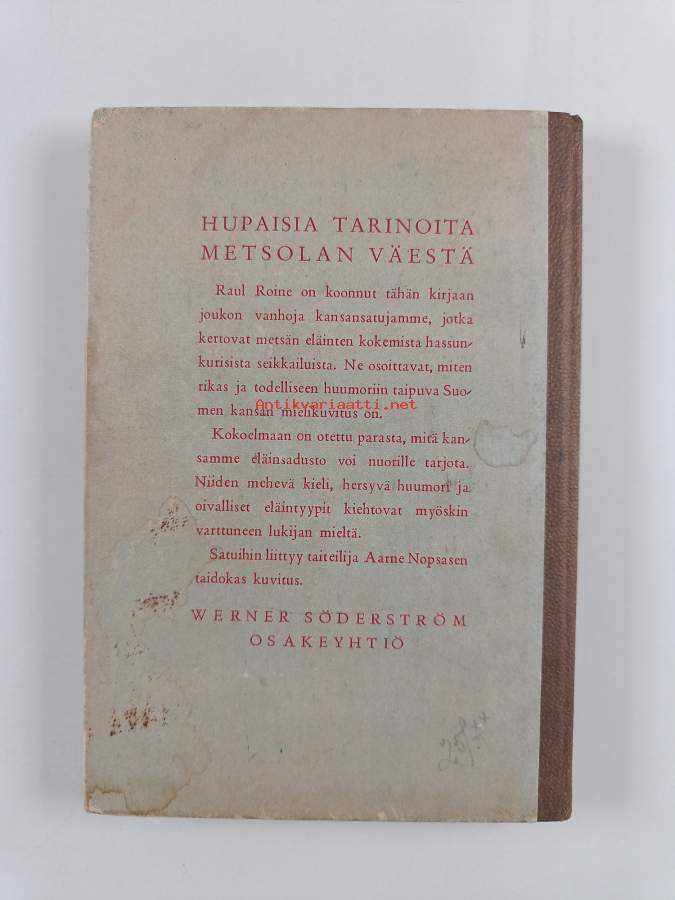 HUPAISIA TARINOITA
METSOLAN VÄESTÄ
Raul Roine on koonnut tähän kirjaan
joukon vanhoja kansansatujamme, jotka
kertovat metsän eläinten kokemista hassun-
kurisista seikkailuista. Ne osoittavat, miten
rikas ja todelliseen huumoriin taipuva Suo-
Antikvariaatti.net
men kansan mielikuvitus on.
Kokoelmaan on otettu parasta, mitä kan-
samme eläinsadusto voi nuorille tarjota.
Niiden mehevä kieli, hersyvä huumori ja
oivalliset eläintyypit kiehtovat myöskin
varttuneen lukijan mieltä.
Satuihin liittyy taiteilija Aarne Nopsasen
taidokas kuvitus.
WERNER SÖDERSTRÖM
OSAKEYHTIÖ